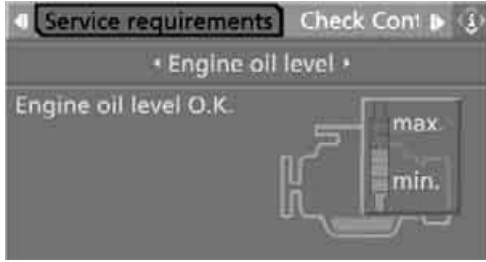 Service requirements Check Cont
Engine oil level
Engine oil level O.K.
max.
min.